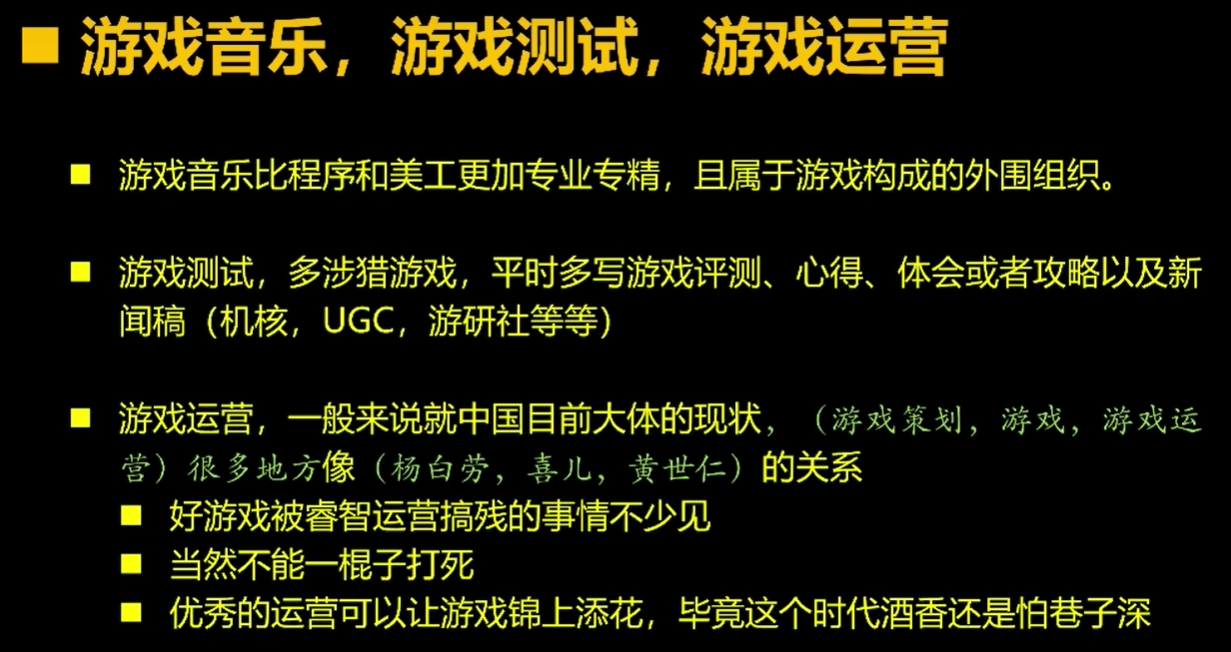 游戏音乐，游戏测试，游戏运营
游戏音乐比程序和美工更加专业专精，且属于游戏构成的外围组织。
游戏测试，多涉猎游戏，平时多写游戏评测、心得、体会或者攻略以及新
闻稿（机核，UGC，游研社等等）
游戏运营，一般来说就中国目前大体的现状，（游戏策划，游戏，游戏运
营）很多地方像（杨白劳，喜儿，黄世仁）的关系
好游戏被睿智运营搞残的事情不少见
当然不能一棍子打死
优秀的运营可以让游戏锦上添花，毕竟这个时代酒香还是怕巷子深